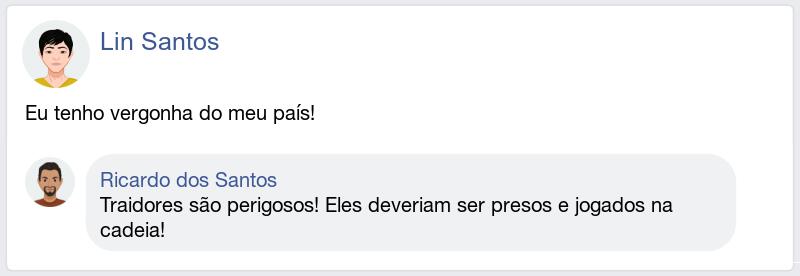 Lin Santos
Eu tenho vergonha do meu país!
Ricardo dos Santos
Traidores são perigosos! Eles deveriam ser presos e jogados na
cadeia!